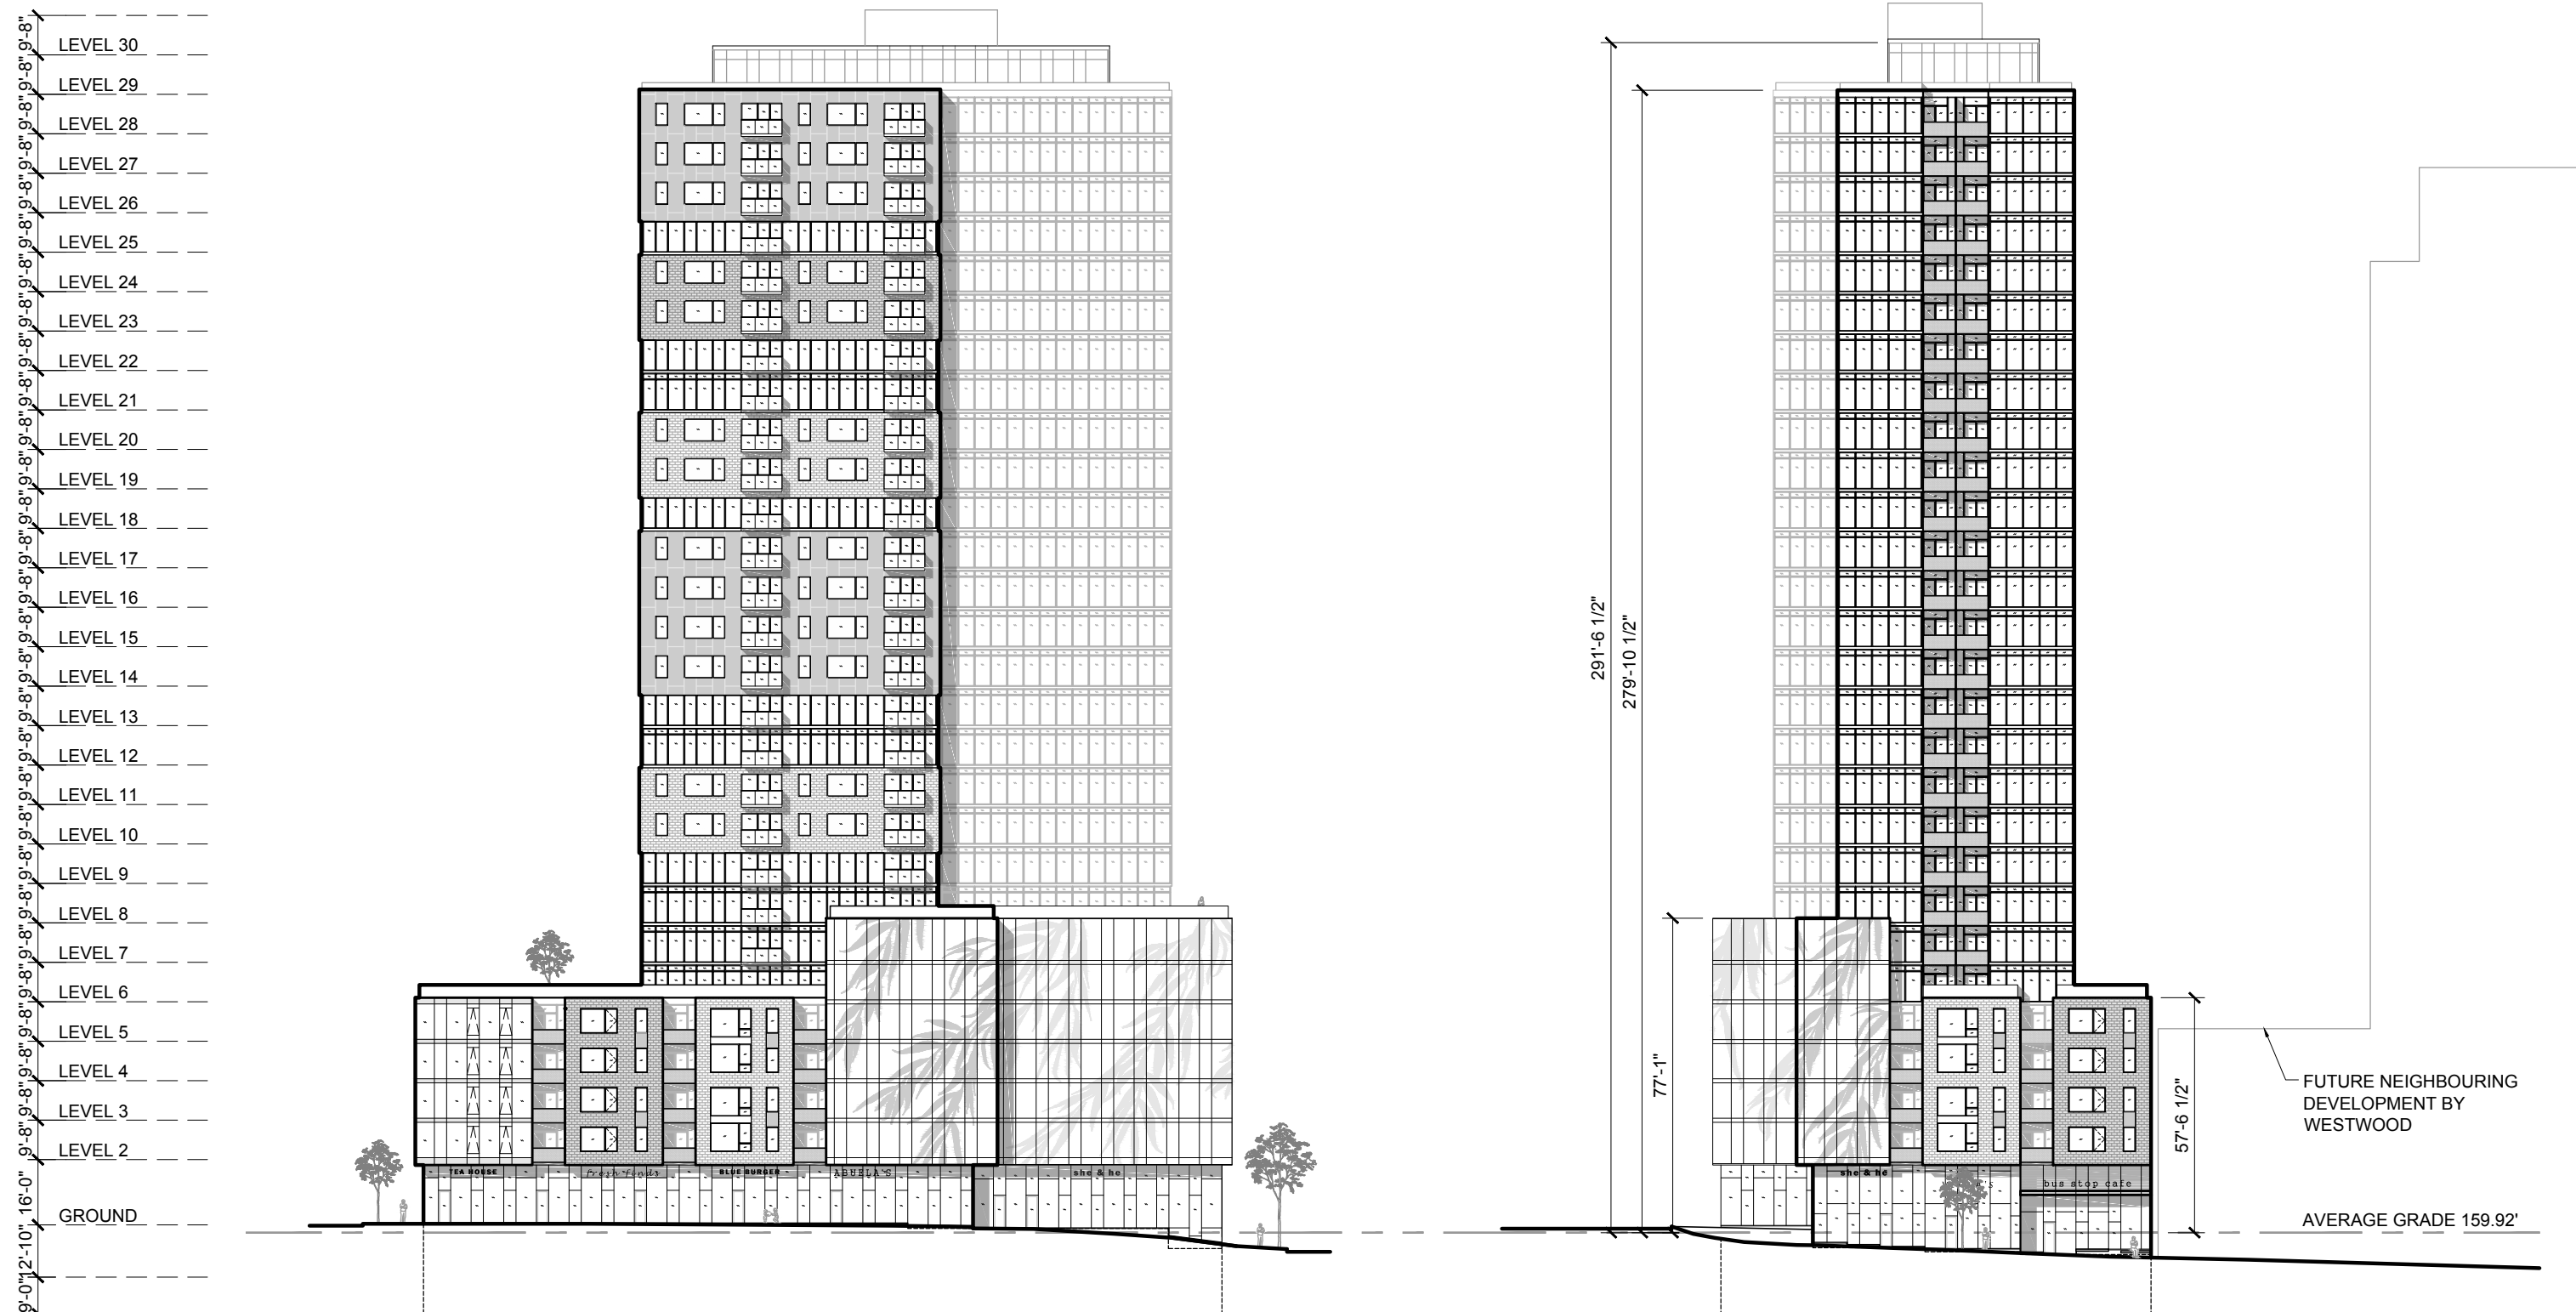 9'-8"
LEVEL 30
9'-8"
LEVEL 29
9'-8"
LEVEL 28
9'-8"
LEVEL 27
9'-8"
LEVEL 26
9'-8"
LEVEL 25
9'-8"
LEVEL 24
9'-8"
LEVEL 23
9'-8"
LEVEL 22
9'-8"
LEVEL 21
9'-8"
LEVEL 20
9'-8"
LEVEL 19
9'-8"
LEVEL 18
9'-8"
LEVEL 17
9'-8"
LEVEL 16
9'-8"
LEVEL 15
9'-8"
LEVEL 14
9'-8"
LEVEL 13
9'-8"
LEVEL 12
9'-8"
LEVEL 11
9'-8"
LEVEL 10
9'-8"
LEVEL 9
9'-8"
LEVEL 8
9'-8"
LEVEL 7
9'-8"
LEVEL 6
9'-8"
LEVEL 5
9'-8"
LEVEL 4
9'-8"
LEVEL 3
9'-8"
LEVEL 2
16'-0"
GROUND
12'-10"
9'-0"
TEA HOUSE
fresh finds
BLUE BURGER
ABUELA'S
she & he
291'-6 1/2"
279'-10 1/2"
77'-1"
she & he
bus stop cafe
57'-6 1/2"
FUTURE NEIGHBOURING
DEVELOPMENT BY
WESTWOOD
AVERAGE GRADE 159.92'